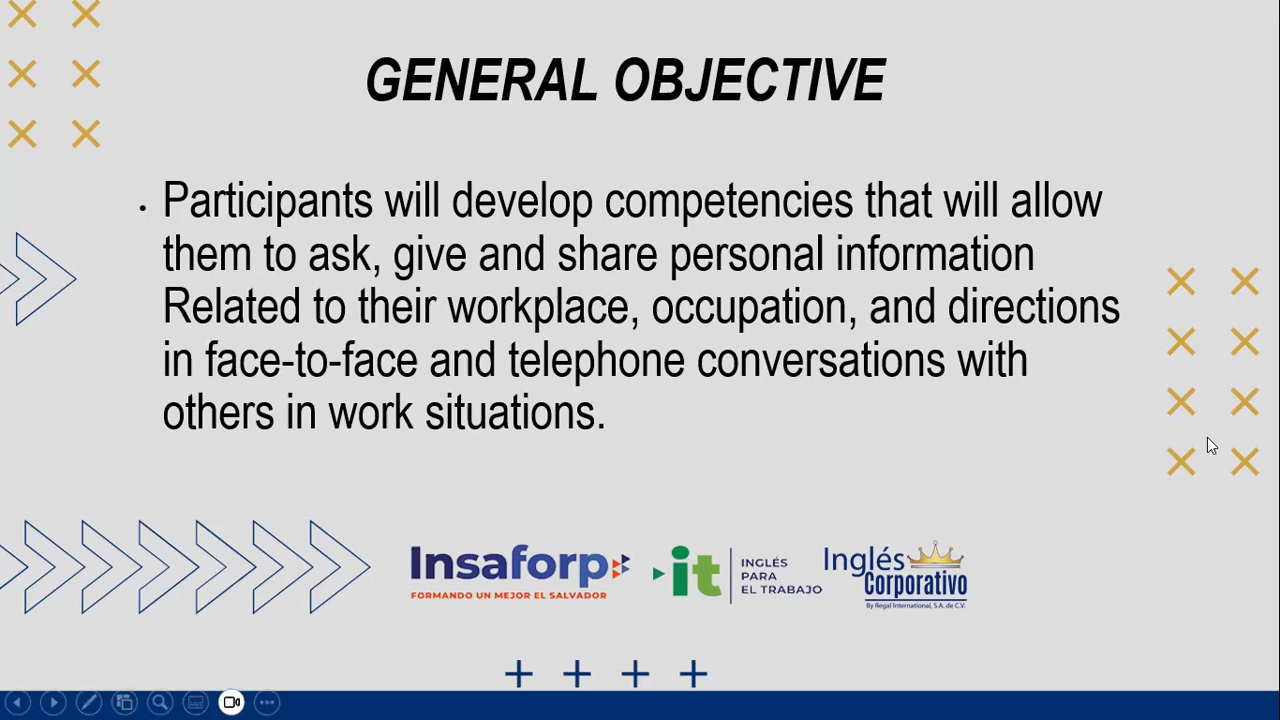 GENERAL OBJECTIVE
• Participants will develop competencies that will allow
them to ask, give and share personal information
Related to their workplace, occupation, and directions
in face-to-face and telephone conversations with
others in work situations.
Insaforp
FORMANDO UN MEJOR EL SALVADOR
it
INGLÉS
PARA
EL TRABAJO
Inglés
Corporativo
By Regal International, S.A. de C.V.